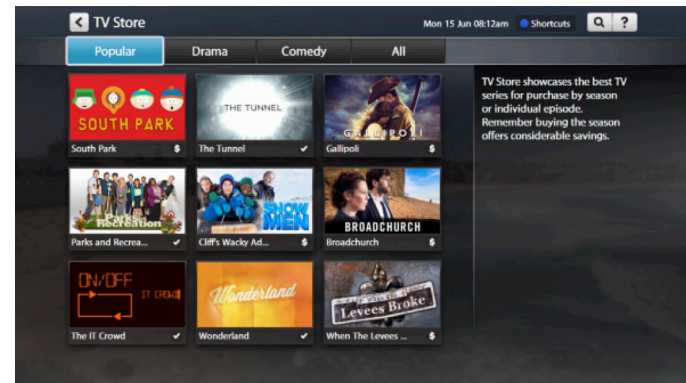 TV Store
Mon 15 Jun 08:12am Shortcuts ?
Popular Drama Comedy All
TV Store showcases the best TV
series for purchase by season
or individual episode.
Remember buying the season
offers considerable savings.
SOUTH PARK
THE TUNNEL
GALLIPOLI
South Park $
The Tunnel ✔
Gallipoli $
Parks and
Recreation
SNOW
MEN
BROADCHURCH
Parks and Recrea... ✔
Cliff's Wacky Ad... $
Broadchurch $
ON/OFF
IT CROWD
Wonderland
Levees Broke
The IT Crowd ✔
Wonderland ✔
When The Levees ... $